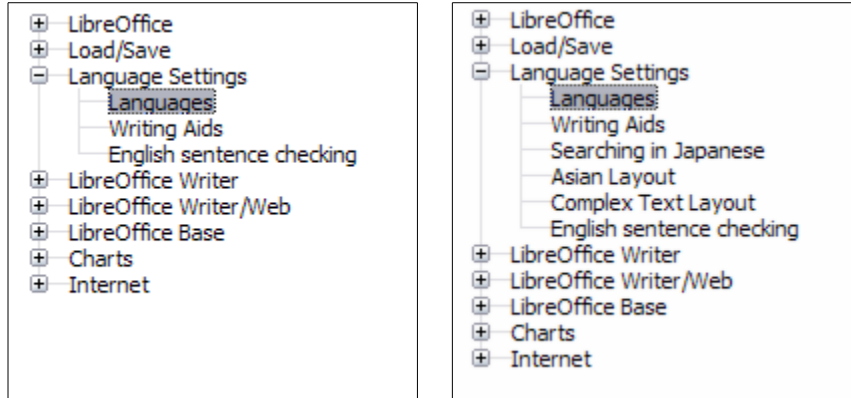 LibreOffice
Load/Save
Language Settings
Languages
Writing Aids
English sentence checking
LibreOffice Writer
LibreOffice Writer/Web
LibreOffice Base
Charts
Internet
LibreOffice
Load/Save
Language Settings
Languages
Writing Aids
Searching in Japanese
Asian Layout
Complex Text Layout
English sentence checking
LibreOffice Writer
LibreOffice Writer/Web
LibreOffice Base
Charts
Internet